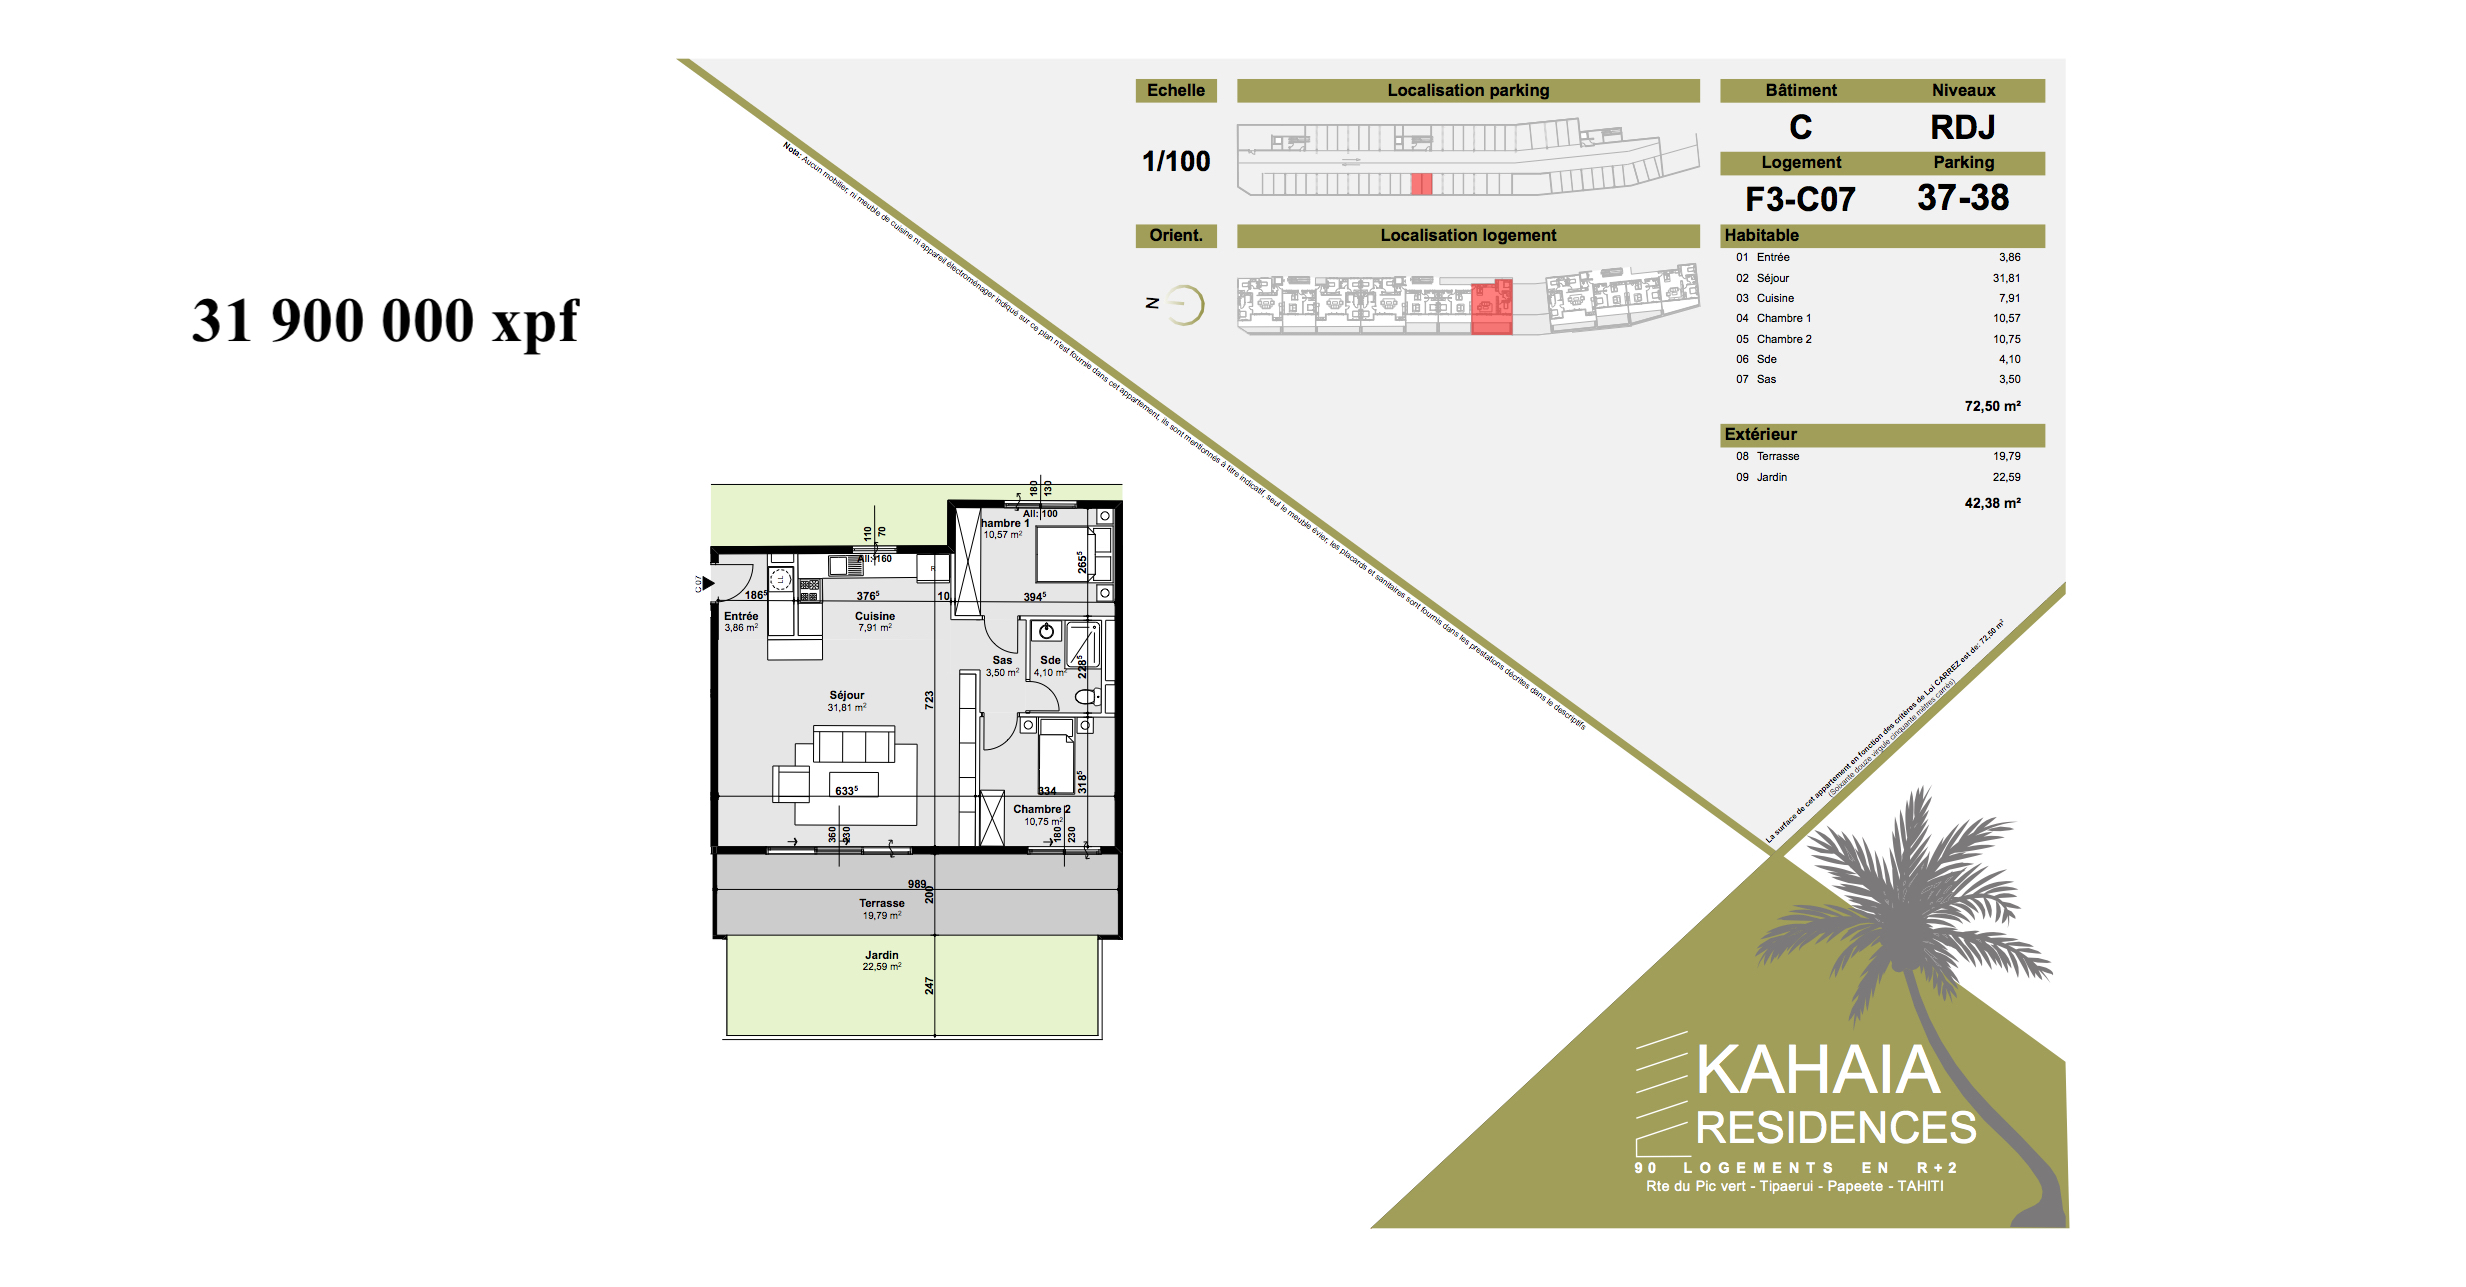 31 900 000 xpf
Echelle
1/100
Orient.
N
Localisation parking
Localisation logement
Bâtiment Niveaux
C RDJ
Logement Parking
F3-C07 37-38
Habitable
01 Entrée 3,86
02 Séjour 31,81
03 Cuisine 7,91
04 Chambre 1 10,57
05 Chambre 2 10,75
06 Sde 4,10
07 Sas 3,50
72,50 m²
Extérieur
08 Terrasse 19,79
09 Jardin 22,59
42,38 m²
Nota: Aucun mobilier, ni meuble de cuisine ni appareil électroménager indiqué sur ce plan n'est fournie dans cet appartement, ils sont mentionnés à titre indicatif, seul le meuble évier, les placards et sanitaires sont fournis dans les prestations décrites dans le descriptifs
La surface de cet appartement en fonction des critères de Loi CARREZ est de: 72,50 m²
(Soixante douze virgule cinquante mètres carrés)
180
130
All: 100
hambre 1
10,57 m²
110
70
All: 160
R
LL
C 07
265⁵
186⁵
376⁵
10
394⁵
Entrée
3,86 m²
Cuisine
7,91 m²
Sas
3,50 m²
Sde
4,10 m²
228⁵
Séjour
31,81 m²
723
633⁵
334
318⁵
Chambre 2
10,75 m²
360
230
180
230
989
200
Terrasse
19,79 m²
Jardin
22,59 m²
247
KAHAIA
RESIDENCES
90 LOGEMENTS EN R+2
Rte du Pic vert - Tipaerui - Papeete - TAHITI